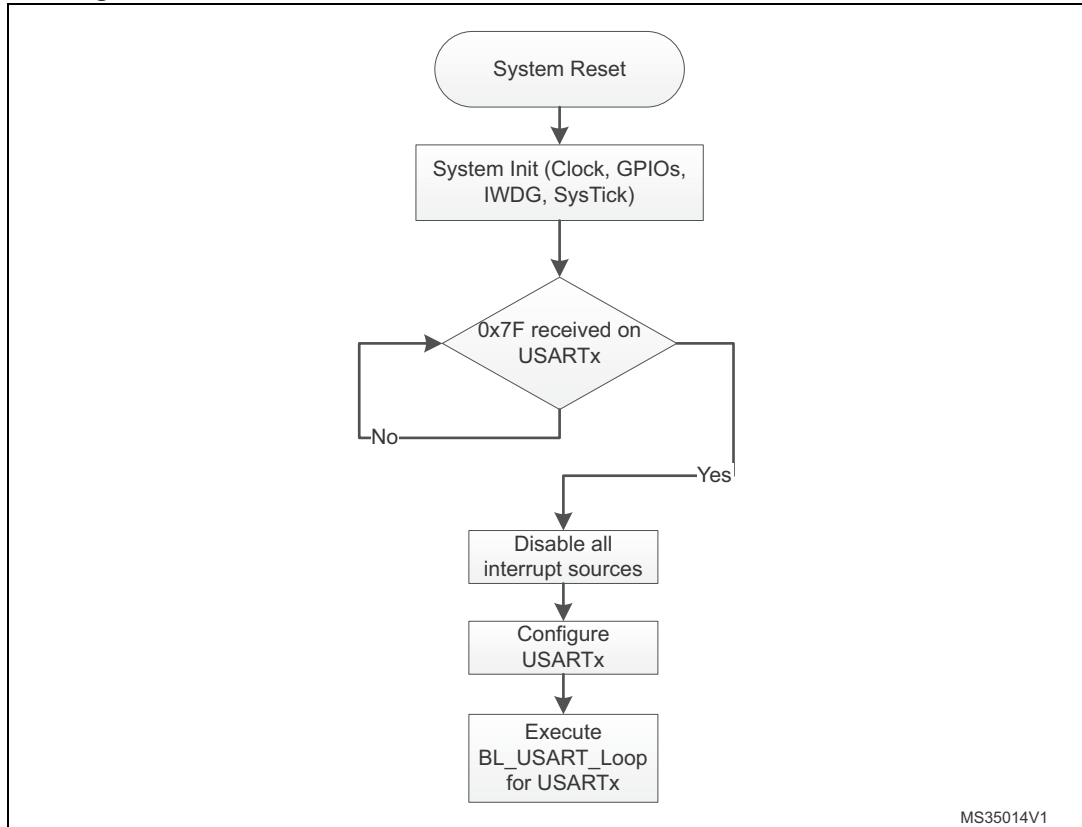 System Reset
System Init (Clock, GPIOs,
IWDG, SysTick)
0x7F received on
USARTx
No
Yes
Disable all
interrupt sources
Configure
USARTx
Execute
BL_USART_Loop
for USARTx
MS35014V1